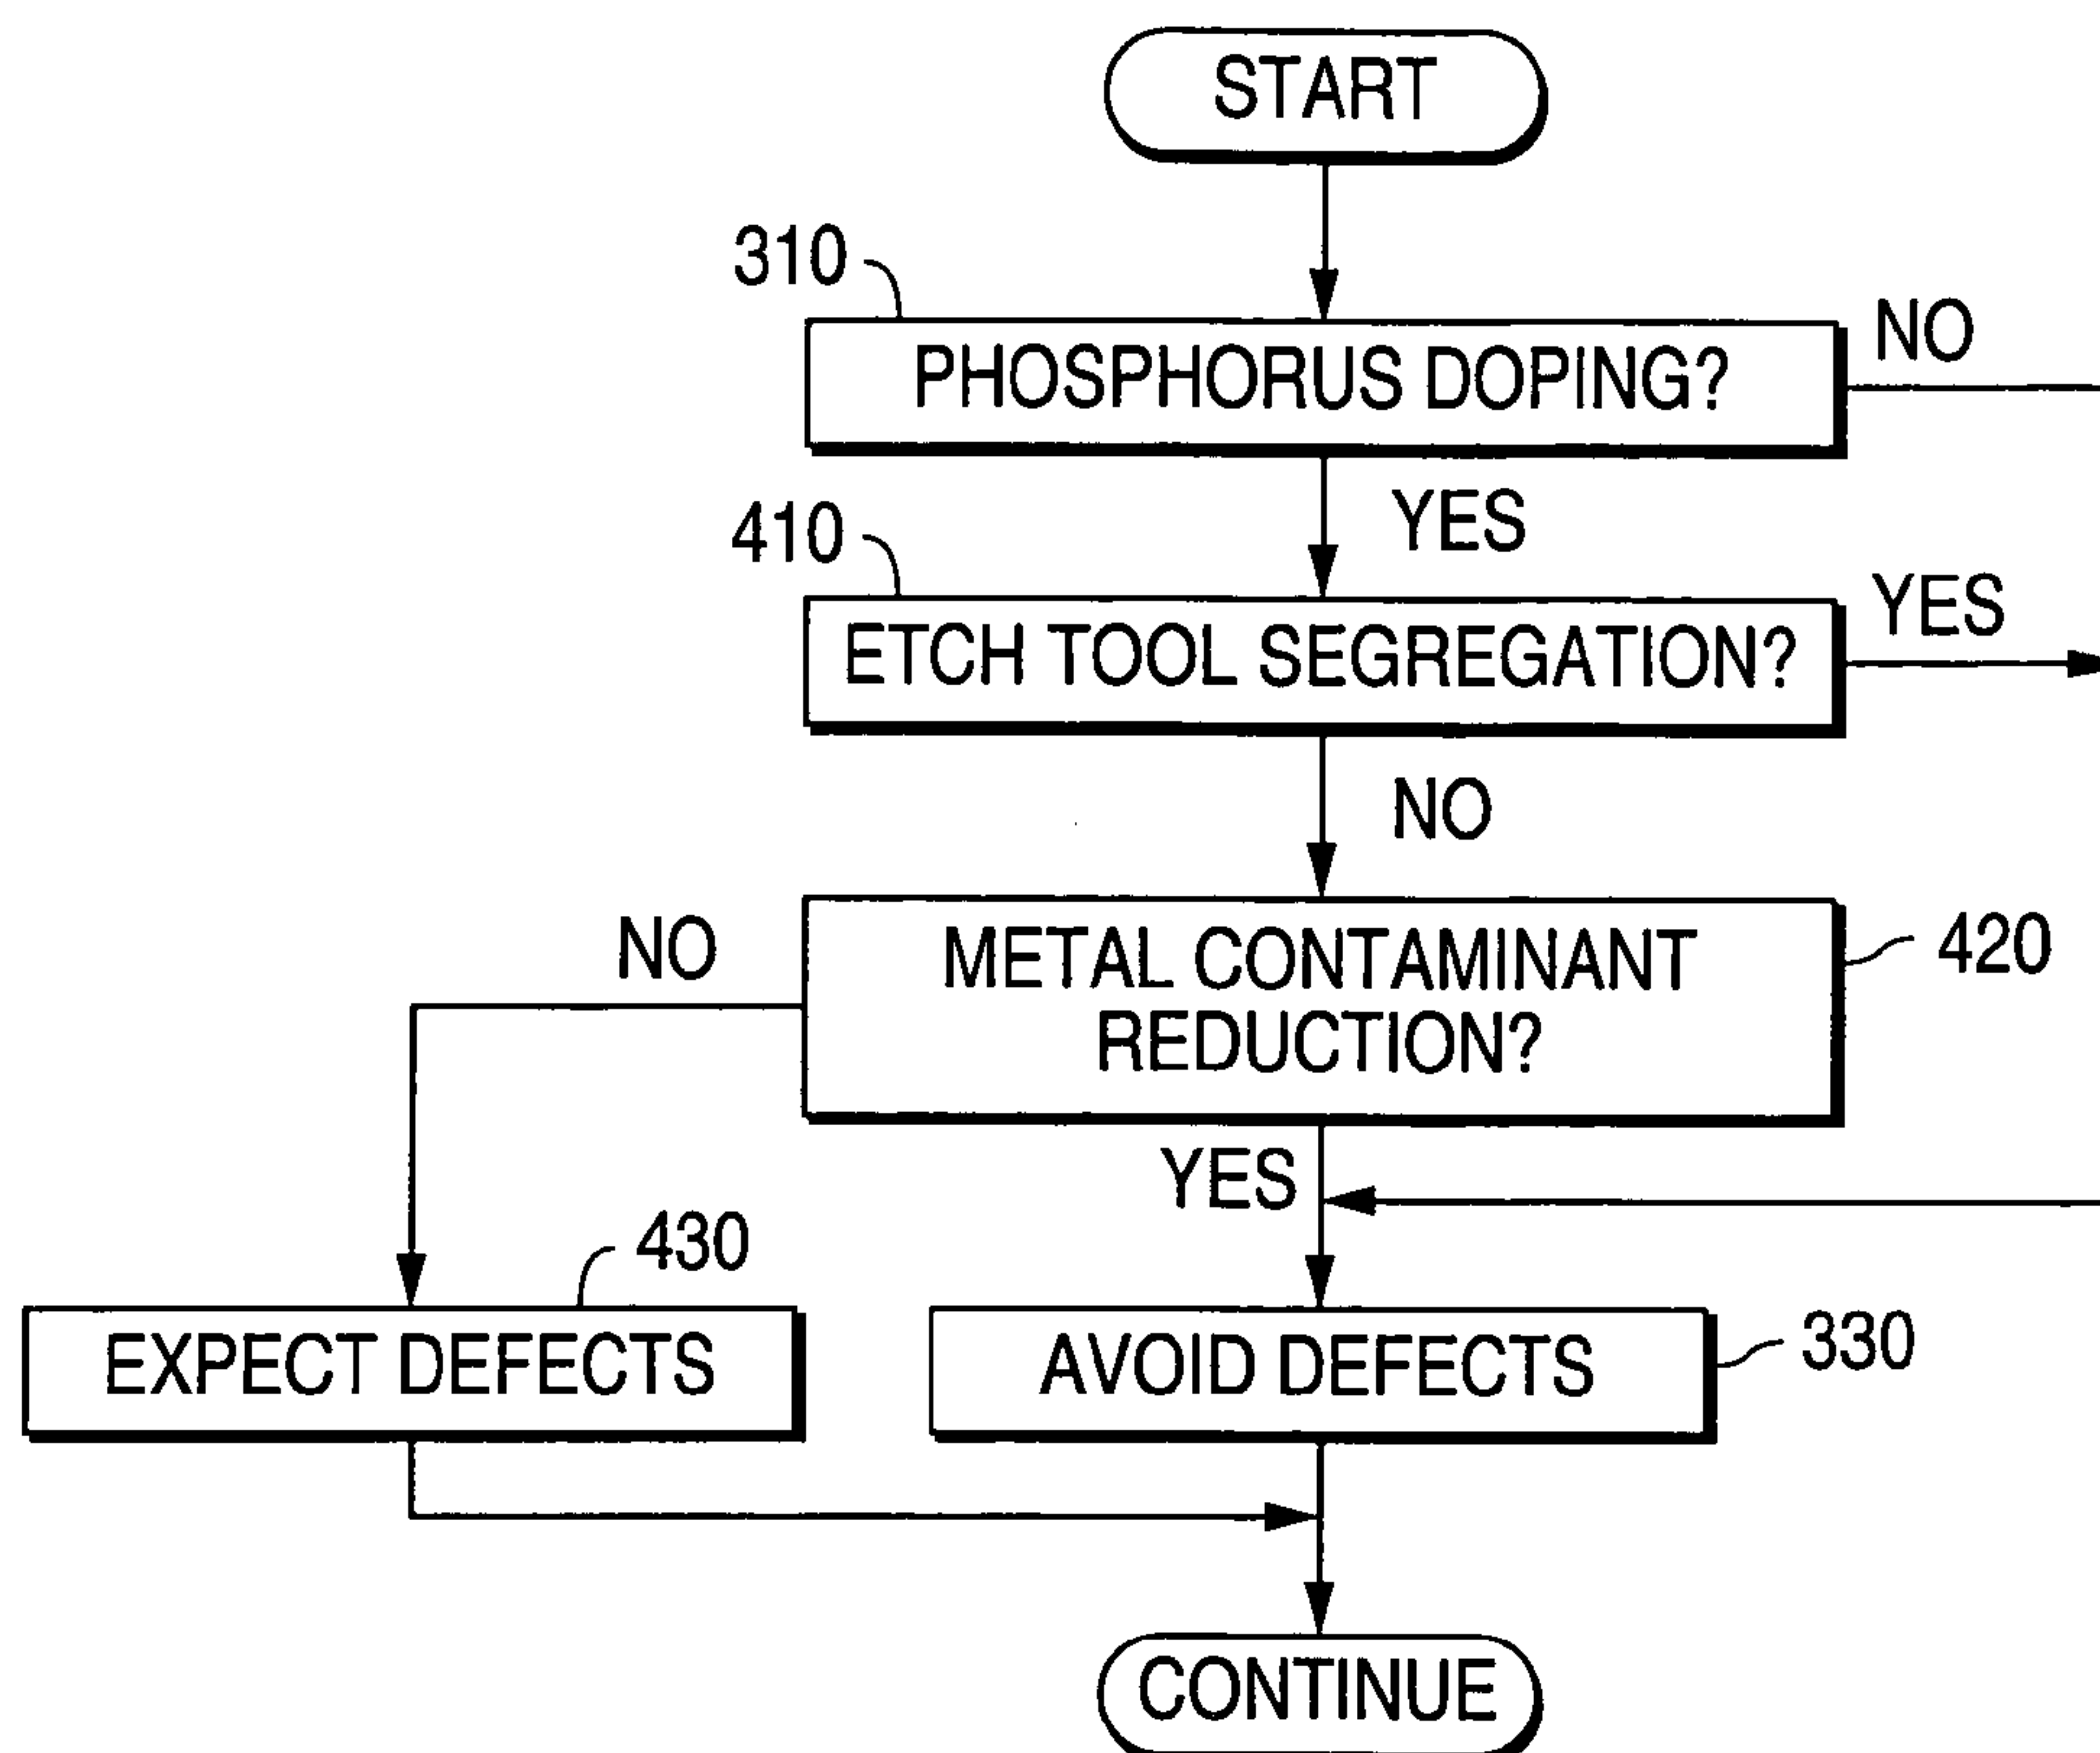 START
310
PHOSPHORUS DOPING?
NO
YES
410
ETCH TOOL SEGREGATION?
YES
NO
METAL CONTAMINANT
REDUCTION?
420
NO
YES
430
EXPECT DEFECTS
AVOID DEFECTS
330
CONTINUE